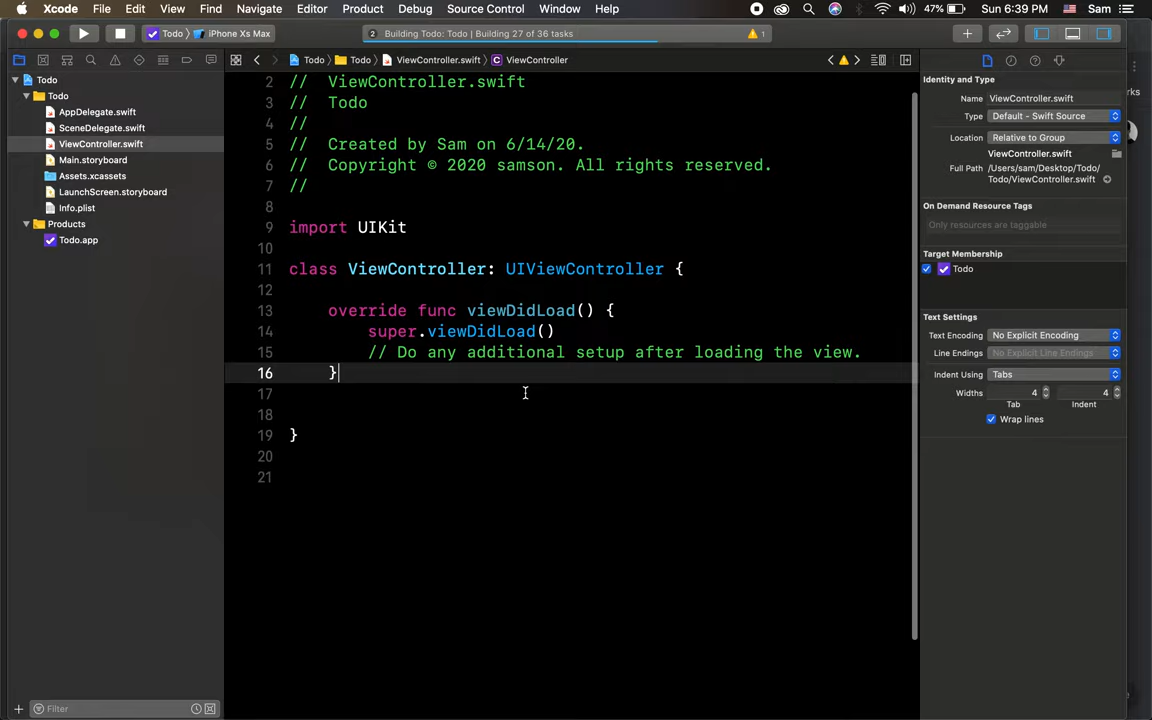 Xcode File Edit View Find Navigate Editor Product Debug Source Control Window Help 47% Sun 6:39 PM Sam
Todo iPhone Xs Max
2 Building Todo: Todo | Building 27 of 36 tasks 1
Todo Todo ViewController.swift ViewController
Todo
Todo
AppDelegate.swift
SceneDelegate.swift
ViewController.swift
Main.storyboard
Assets.xcassets
LaunchScreen.storyboard
Info.plist
Products
Todo.app
Filter
2 // ViewController.swift
3 // Todo
4 //
5 // Created by Sam on 6/14/20.
6 // Copyright © 2020 samson. All rights reserved.
7 //
8
9 import UIKit
10
11 class ViewController: UIViewController {
12
13 override func viewDidLoad() {
14 super.viewDidLoad()
15 // Do any additional setup after loading the view.
16 }
17
18
19 }
20
21
Identity and Type
Name ViewController.swift
Type Default - Swift Source
Location Relative to Group
ViewController.swift
Full Path /Users/sam/Desktop/Todo/
Todo/ViewController.swift
On Demand Resource Tags
Only resources are taggable
Target Membership
Todo
Text Settings
Text Encoding No Explicit Encoding
Line Endings No Explicit Line Endings
Indent Using Tabs
Widths 4 4
Tab Indent
Wrap lines
rks